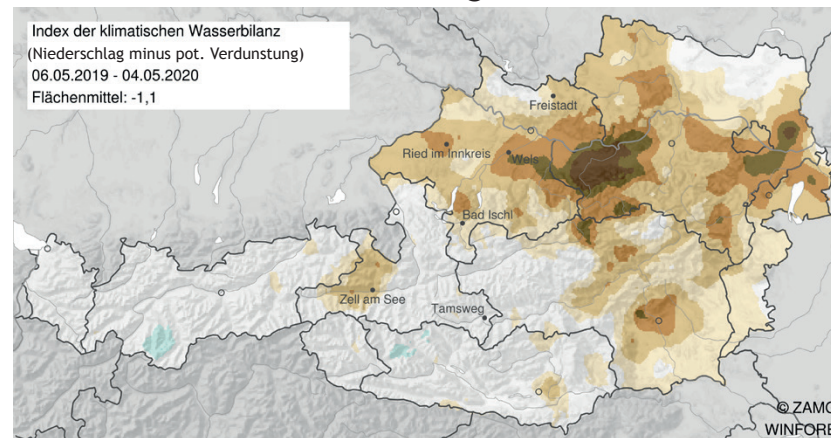 Index der klimatischen Wasserbilanz
(Niederschlag minus pot. Verdunstung)
06.05.2019 - 04.05.2020
Flächenmittel: -1,1
Freistadt
Ried im Innkreis
Wels
Bad Ischl
Zell am See
Tamsweg